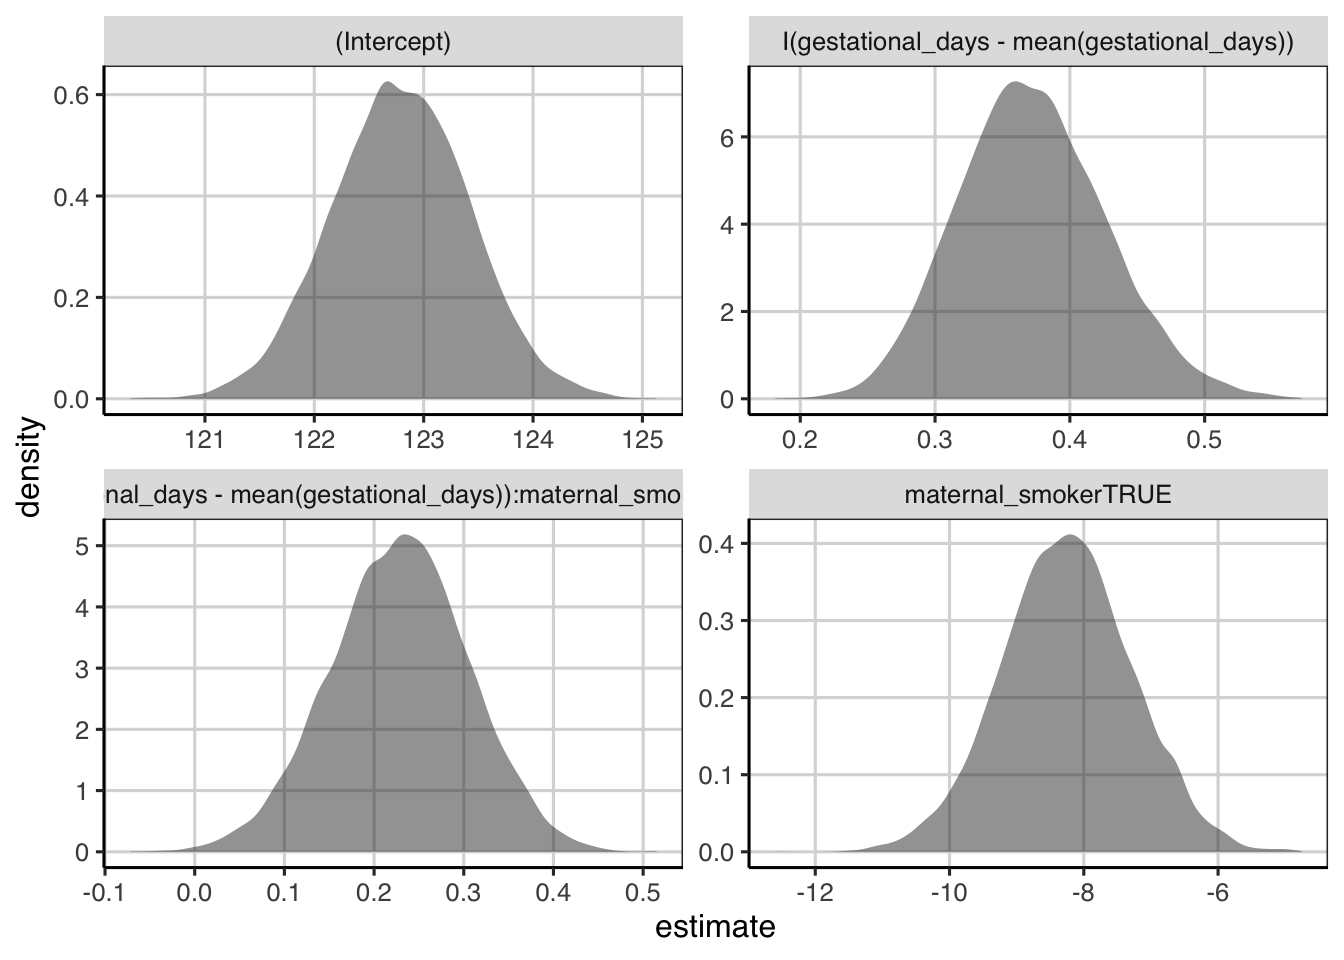 (Intercept)
I(gestational_days - mean(gestational_days))
0.6
0.4
0.2
0.0
121 122 123 124 125
6
4
2
0
0.2 0.3 0.4 0.5
density
nal_days - mean(gestational_days)):maternal_smo
maternal_smokerTRUE
5
4
3
2
1
0
-0.1 0.0 0.1 0.2 0.3 0.4 0.5
0.4
0.3
0.2
0.1
0.0
-12 -10 -8 -6
estimate